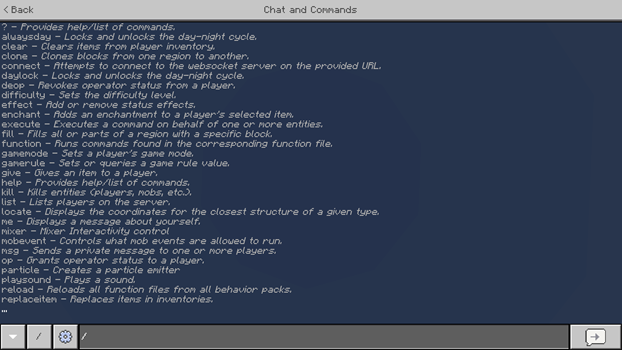 Back
Chat and Commands
? – Provides help/list of commands.
alwaysday – Locks and unlocks the day-night cycle.
clear – Clears items from player inventory.
clone – Clones blocks from one region to another.
connect – Attempts to connect to the websocket server on the provided URL.
daylock – Locks and unlocks the day-night cycle.
deop – Revokes operator status from a player.
difficulty – Sets the difficulty level.
effect – Add or remove status effects.
enchant – Adds an enchantment to a player's selected item.
execute – Executes a command on behalf of one or more entities.
fill – Fills all or parts of a region with a specific block.
function – Runs commands found in the corresponding function file.
gamemode – Sets a player's game mode.
gamerule – Sets or queries a game rule value.
give – Gives an item to a player.
help – Provides help/list of commands.
kill – Kills entities (players, mobs, etc.).
list – Lists players on the server.
locate – Displays the coordinates for the closest structure of a given type.
me – Displays a message about yourself.
mixer – Mixer Interactivity control
mobevent – Controls what mob events are allowed to run.
msg – Sends a private message to one or more players.
op – Grants operator status to a player.
particle – Creates a particle emitter
playsound – Plays a sound.
reload – Reloads all function files from all behavior packs.
replaceitem – Replaces items in inventories.
...
/ /